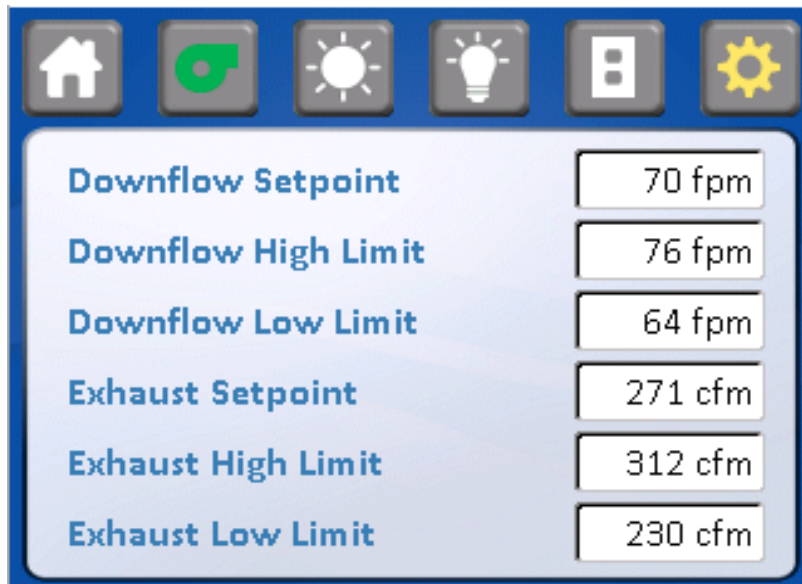 Downflow Setpoint 70 fpm
Downflow High Limit 76 fpm
Downflow Low Limit 64 fpm
Exhaust Setpoint 271 cfm
Exhaust High Limit 312 cfm
Exhaust Low Limit 230 cfm